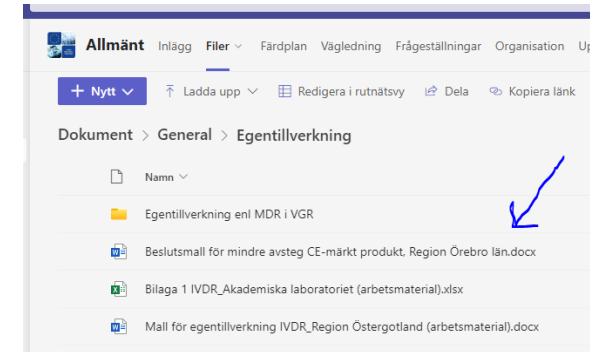 Allmänt Inlägg Filer Färdplan Vägledning Frågeställningar Organisation
+ Nytt Ladda upp Redigera i rutnätsvy Dela Kopiera länk
Dokument > General > Egentillverkning
Namn
Egentillverkning enl MDR i VGR
Beslutsmall för mindre avsteg CE-märkt produkt, Region Örebro län.docx
Bilaga 1 IVDR_Akademiska laboratoriet (arbetsmaterial).xlsx
Mall för egentillverkning IVDR_Region Östergotland (arbetsmaterial).docx